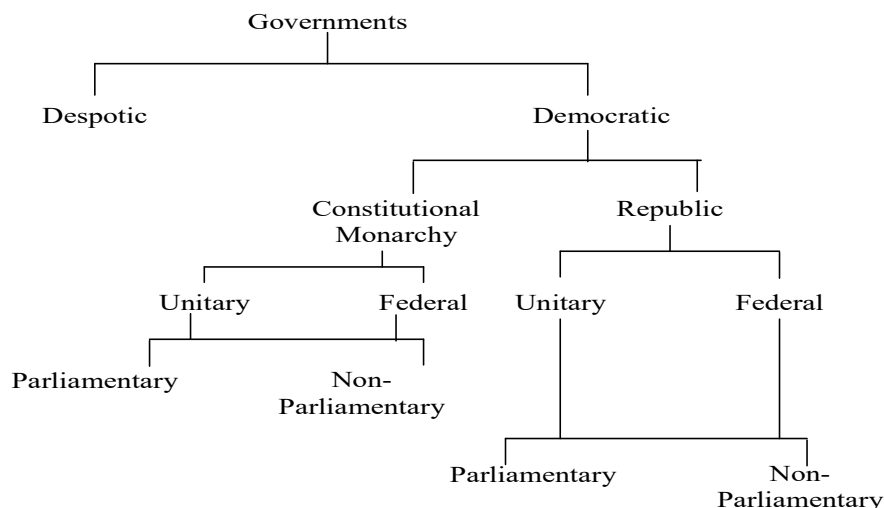 Governments
Despotic
Democratic
Constitutional
Monarchy
Republic
Unitary
Federal
Unitary
Federal
Parliamentary
Non-
Parliamentary
Parliamentary
Non-
Parliamentary